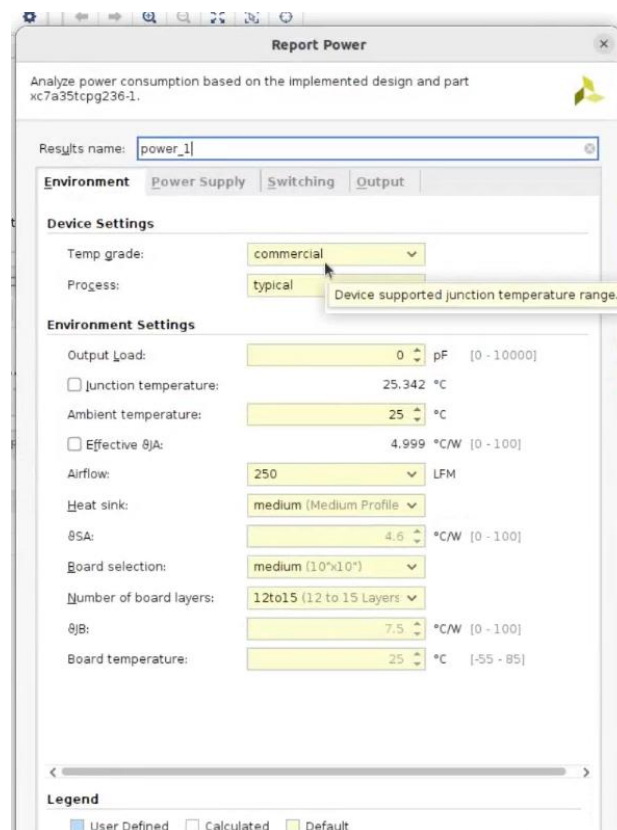 Report Power
Analyze power consumption based on the implemented design and part
xc7a35tcpg236-1.
Results name: power_1
Environment Power Supply Switching Output
Device Settings
Temp grade: commercial
Process: typical
Device supported junction temperature range.
Environment Settings
Output Load: 0 pF [0 - 10000]
Junction temperature: 25.342 °C
Ambient temperature: 25 °C
Effective ϑJA: 4.999 °C/W [0 - 100]
Airflow: 250 LFM
Heat sink: medium (Medium Profile
ϑSA: 4.6 °C/W [0 - 100]
Board selection: medium (10"x10")
Number of board layers: 12to15 (12 to 15 Layers
ϑJB: 7.5 °C/W [0 - 100]
Board temperature: 25 °C [-55 - 85]
Legend
User Defined Calculated Default